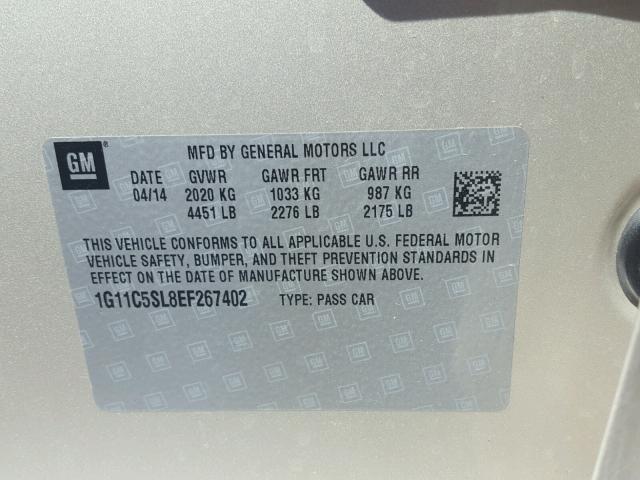 GM
MFD BY GENERAL MOTORS LLC
DATE GVWR GAWR FRT GAWR RR
04/14 2020 KG 1033 KG 987 KG
4451 LB 2276 LB 2175 LB
THIS VEHICLE CONFORMS TO ALL APPLICABLE U.S. FEDERAL MOTOR
VEHICLE SAFETY, BUMPER, AND THEFT PREVENTION STANDARDS IN
EFFECT ON THE DATE OF MANUFACTURE SHOWN ABOVE.
1G11C5SL8EF267402 TYPE: PASS CAR